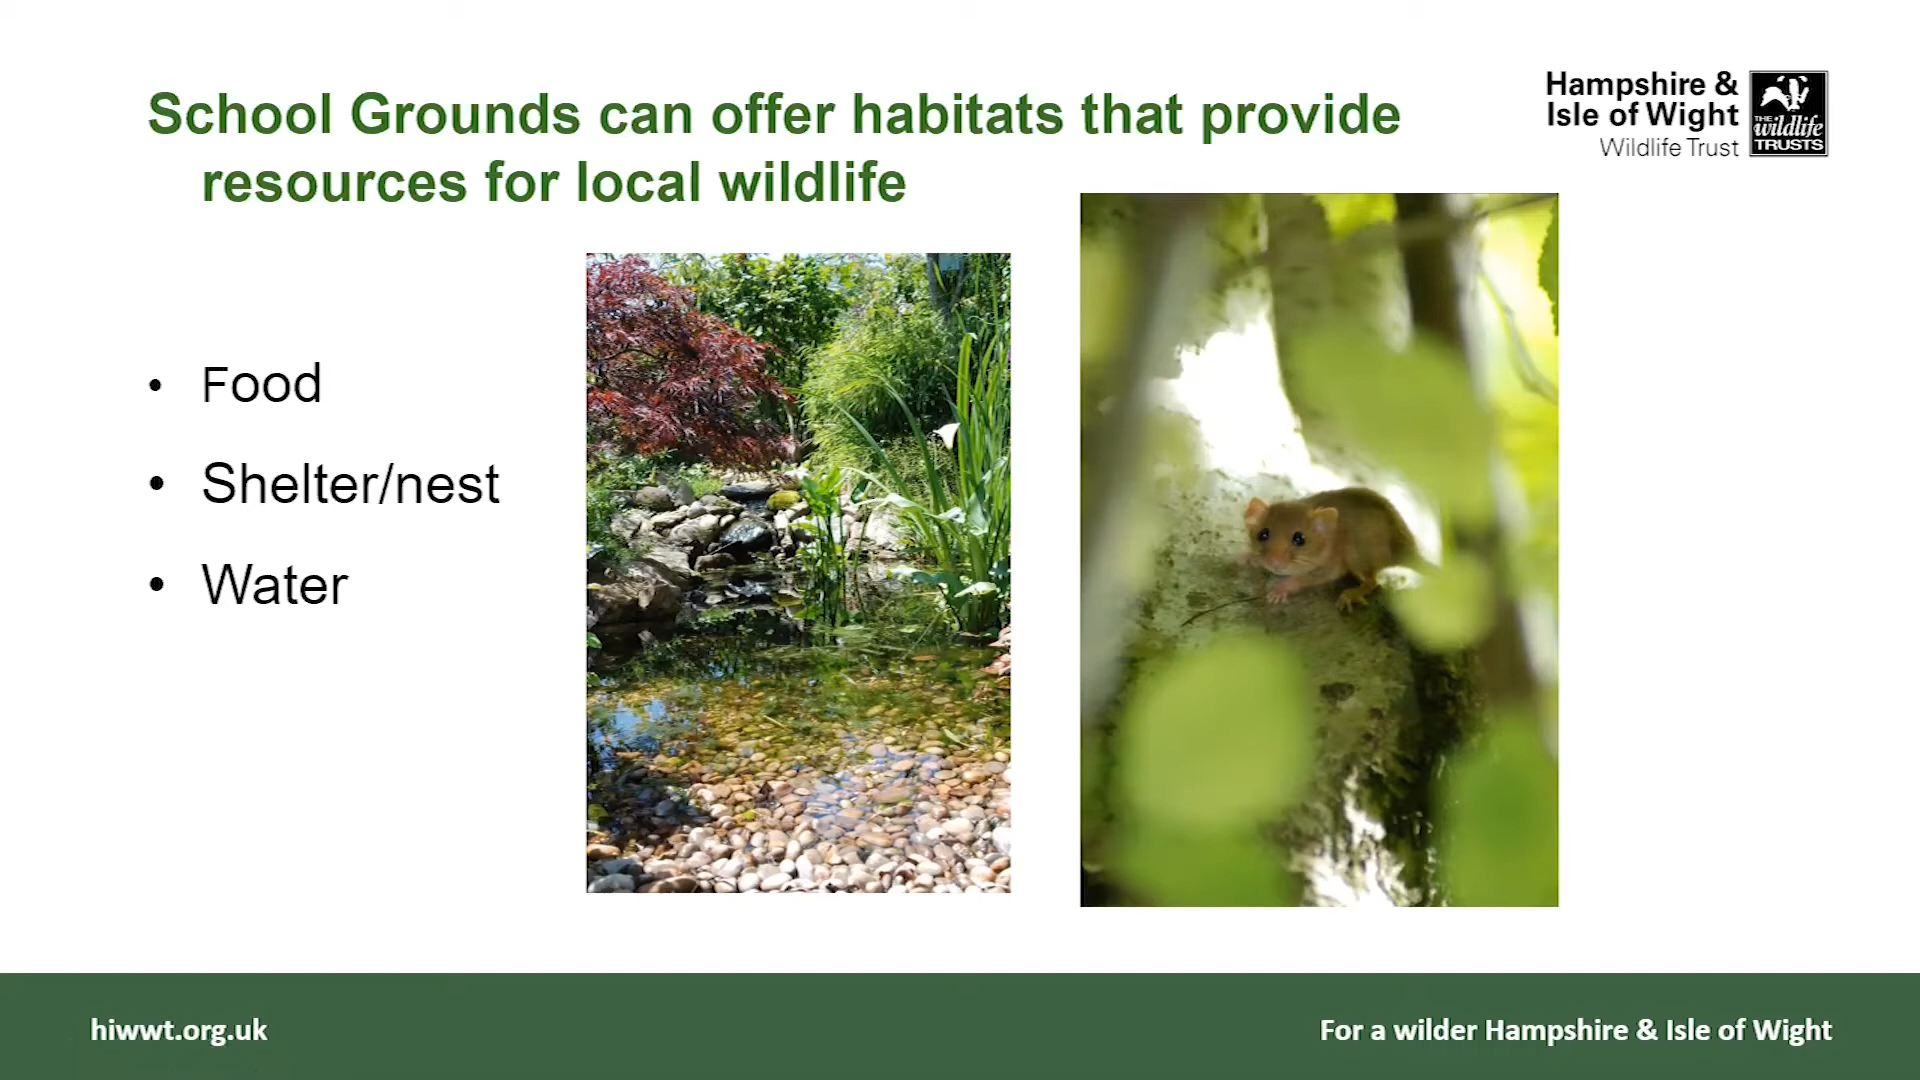 School Grounds can offer habitats that provide
resources for local wildlife
Hampshire &
Isle of Wight
Wildlife Trust
THE
wildlife
TRUSTS
• Food
• Shelter/nest
• Water
hiwwt.org.uk
For a wilder Hampshire & Isle of Wight